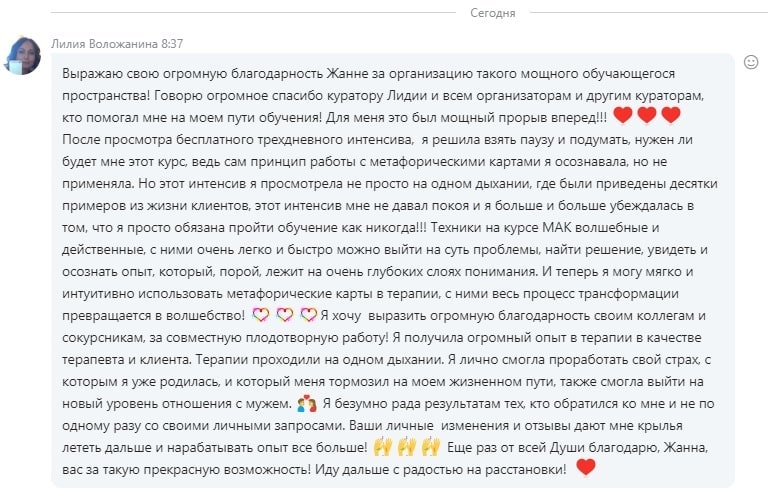 Сегодня
Лилия Воложанина 8:37
Выражаю свою огромную благодарность Жанне за организацию такого мощного обучающегося
пространства! Говорю огромное спасибо куратору Лидии и всем организаторам и другим кураторам,
кто помогал мне на моем пути обучения! Для меня это был мощный прорыв вперед!!! ❤️ ❤️ ❤️
После просмотра бесплатного трехдневного интенсива, я решила взять паузу и подумать, нужен ли
будет мне этот курс, ведь сам принцип работы с метафорическими картами я осознавала, но не
применяла. Но этот интенсив я просмотрела не просто на одном дыхании, где были приведены десятки
примеров из жизни клиентов, этот интенсив мне не давал покоя и я больше и больше убеждалась в
том, что я просто обязана пройти обучение как никогда!!! Техники на курсе МАК волшебные и
действенные, с ними очень легко и быстро можно выйти на суть проблемы, найти решение, увидеть и
осознать опыт, который, порой, лежит на очень глубоких слоях понимания. И теперь я могу мягко и
интуитивно использовать метафорические карты в терапии, с ними весь процесс трансформации
превращается в волшебство! 💞 💞 💞 Я хочу выразить огромную благодарность своим коллегам и
сокурсникам, за совместную плодотворную работу! Я получила огромный опыт в терапии в качестве
терапевта и клиента. Терапии проходили на одном дыхании. Я лично смогла проработать свой страх, с
которым я уже родилась, и который меня тормозил на моем жизненном пути, также смогла выйти на
новый уровень отношения с мужем. 💏 Я безумно рада результатам тех, кто обратился ко мне и не по
одному разу со своими личными запросами. Ваши личные изменения и отзывы дают мне крылья
лететь дальше и нарабатывать опыт все больше! 🙌 🙌 🙌 Еще раз от всей Души благодарю, Жанна,
вас за такую прекрасную возможность! Иду дальше с радостью на расстановки! ❤️